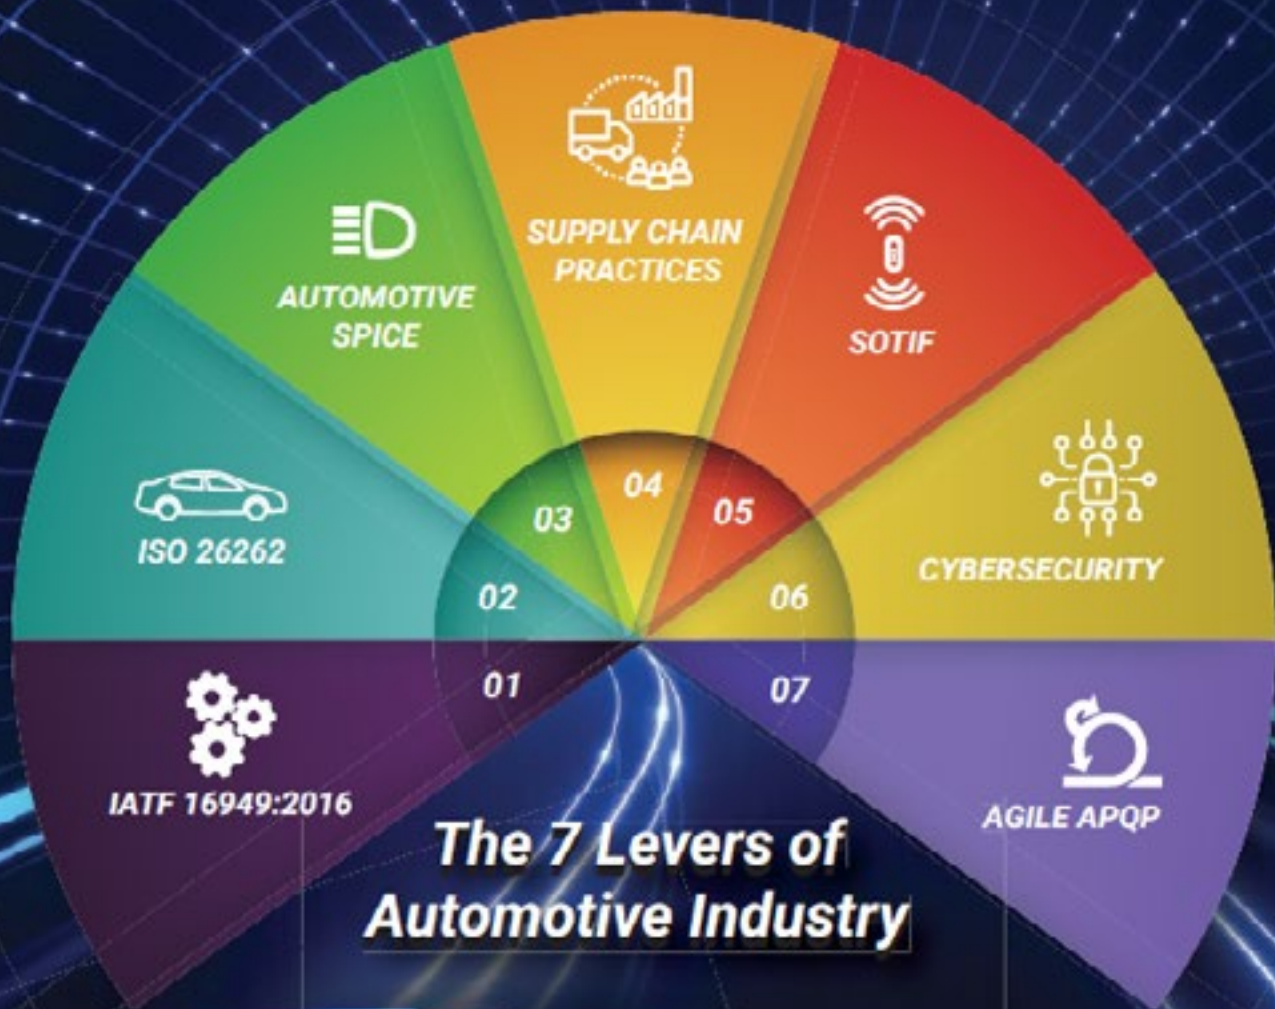 SUPPLY CHAIN
PRACTICES
AUTOMOTIVE
SPICE
SOTIF
ISO 26262
CYBERSECURITY
IATF 16949:2016
AGILE APQP
01
02
03
04
05
06
07
The 7 Levers of
Automotive Industry